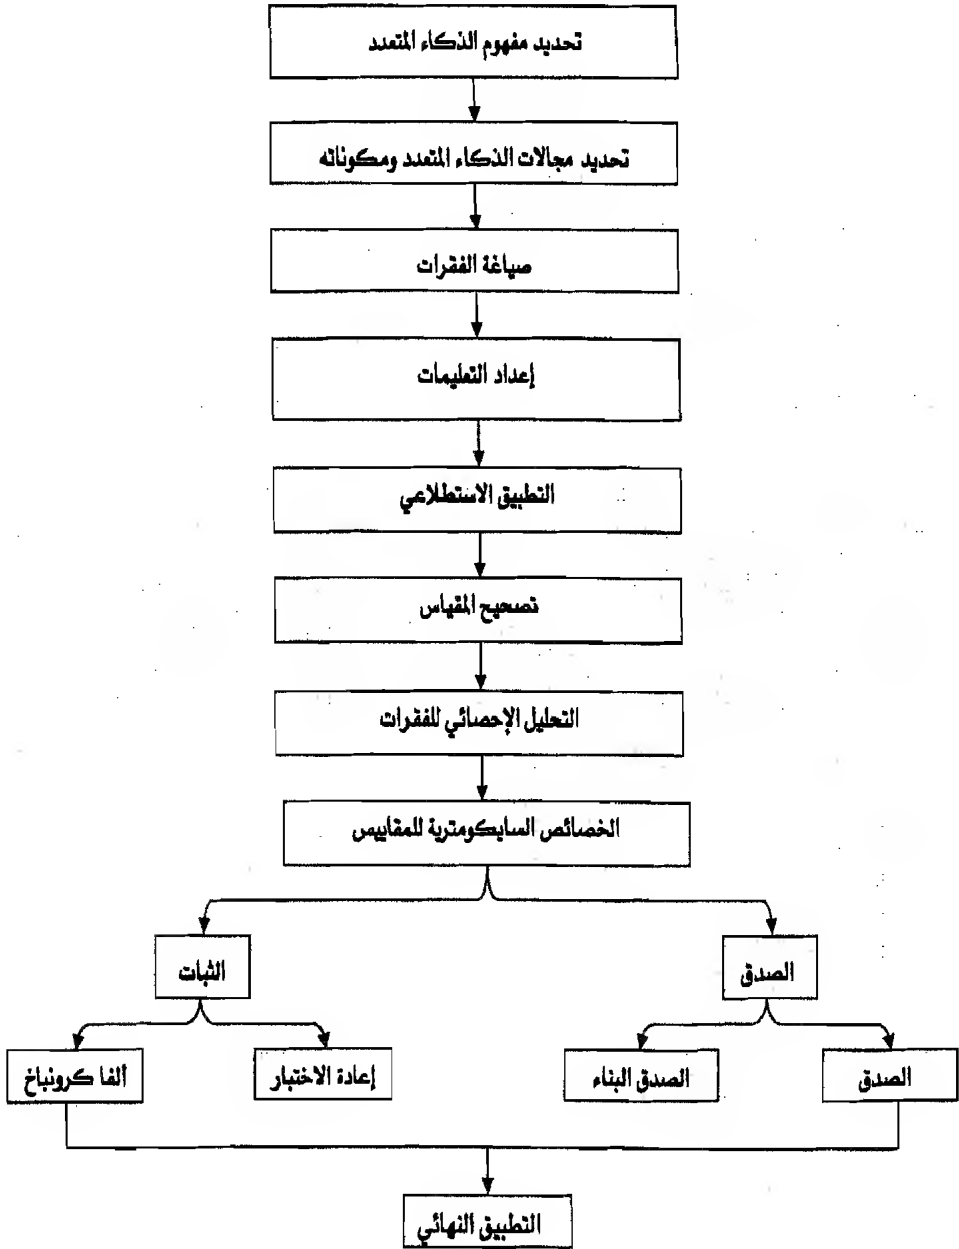 تحديد مفهوم الذكاء المتعدد
تحديد مجالات الذكاء المتعدد ومكوناته
صياغة الفقرات
إعداد التعليمات
التطبيق الاستطلاعي
تصحيح المقياس
التحليل الإحصائي للفقرات
الخصائص السايكومترية للمقاييس
الصدق
الثبات
الصدق
الصدق البناء
إعادة الاختبار
ألفا كرونباخ
التطبيق النهائي